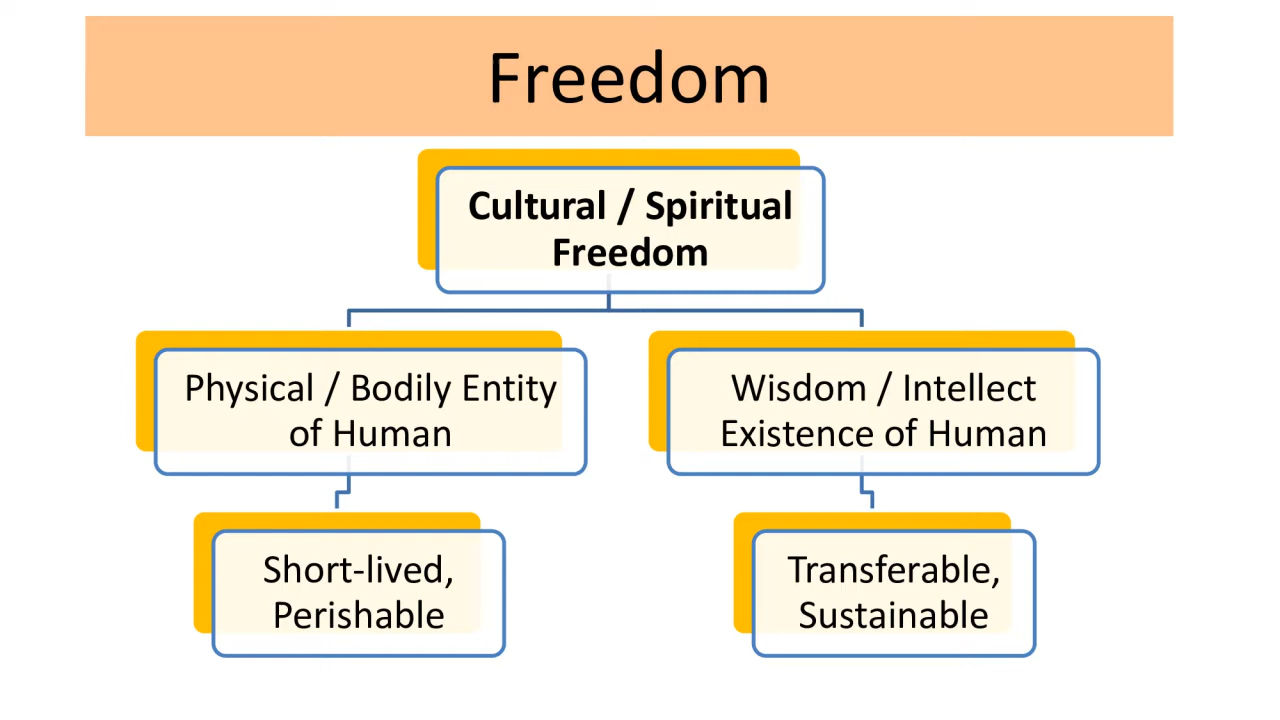 Freedom
Cultural / Spiritual
Freedom
Physical / Bodily Entity
of Human
Wisdom / Intellect
Existence of Human
Short-lived,
Perishable
Transferable,
Sustainable